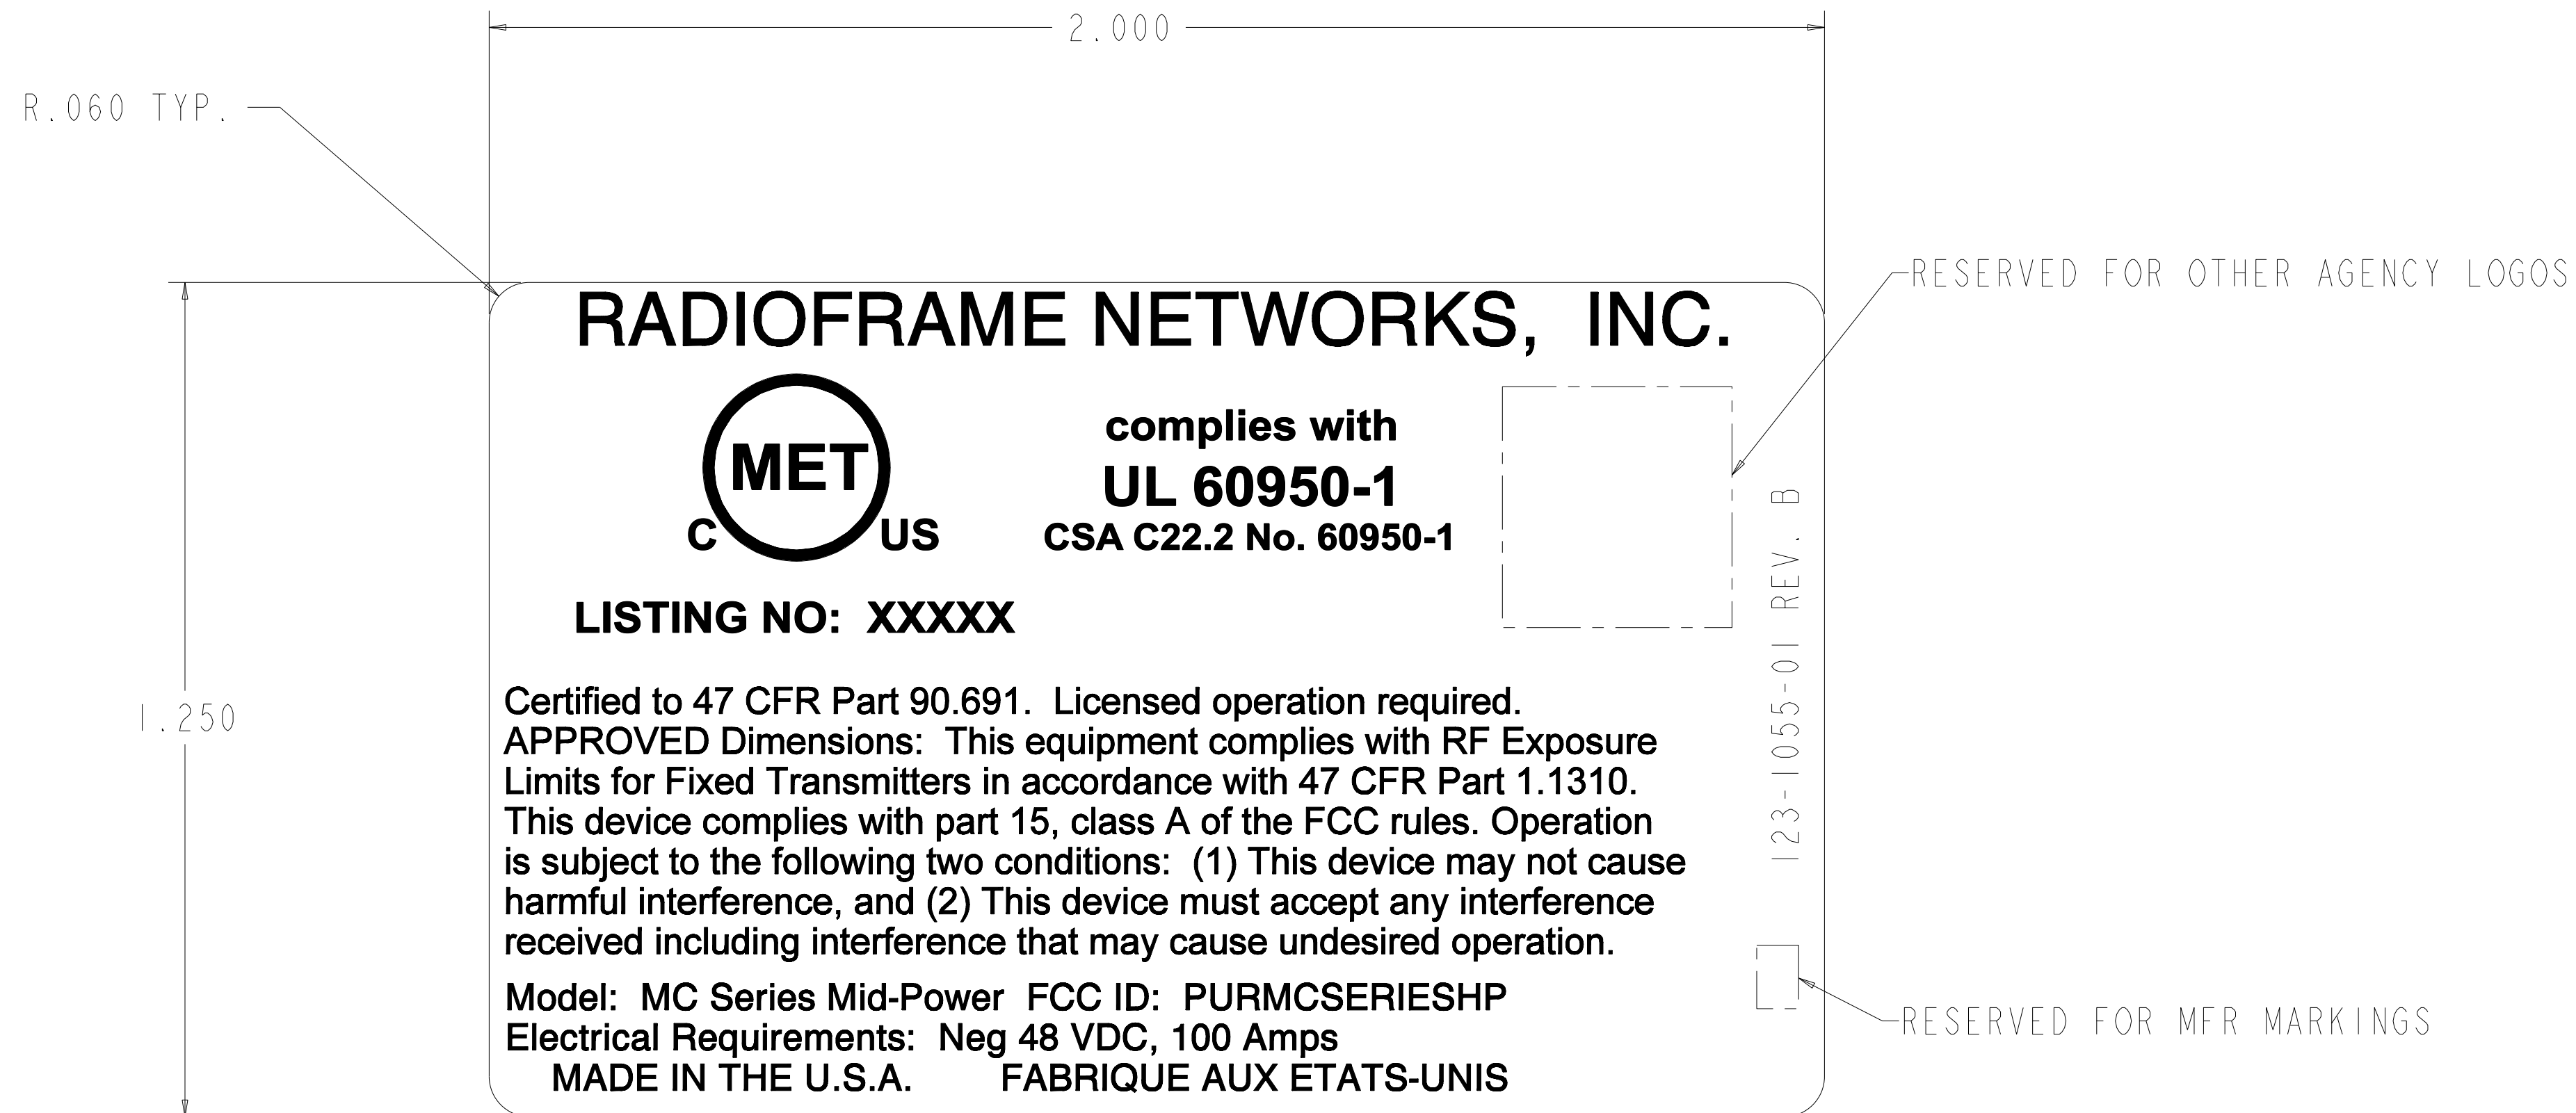 2.000
R.060 TYP.
RESERVED FOR OTHER AGENCY LOGOS
RADIOFRAME NETWORKS, INC.
MET
C US
complies with
UL 60950-1
CSA C22.2 No. 60950-1
LISTING NO: XXXXX
123-1055-01 REV. B
1.250
Certified to 47 CFR Part 90.691. Licensed operation required.
APPROVED Dimensions: This equipment complies with RF Exposure
Limits for Fixed Transmitters in accordance with 47 CFR Part 1.1310.
This device complies with part 15, class A of the FCC rules. Operation
is subject to the following two conditions: (1) This device may not cause
harmful interference, and (2) This device must accept any interference
received including interference that may cause undesired operation.
Model: MC Series Mid-Power FCC ID: PURMCSERIESHP
Electrical Requirements: Neg 48 VDC, 100 Amps
MADE IN THE U.S.A. FABRIQUE AUX ETATS-UNIS
RESERVED FOR MFR MARKINGS